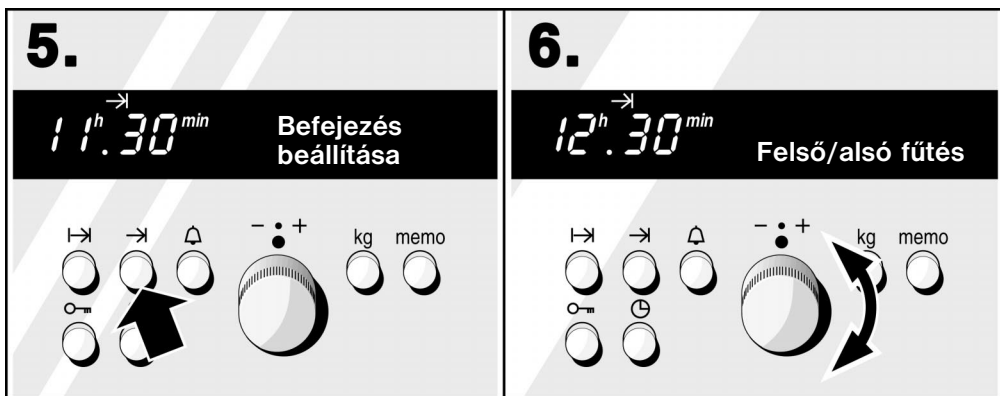 5.
11h.30min
Befejezés
beállítása
- +
kg memo
6.
12h.30min
Felső/alsó fűtés
- +
kg memo